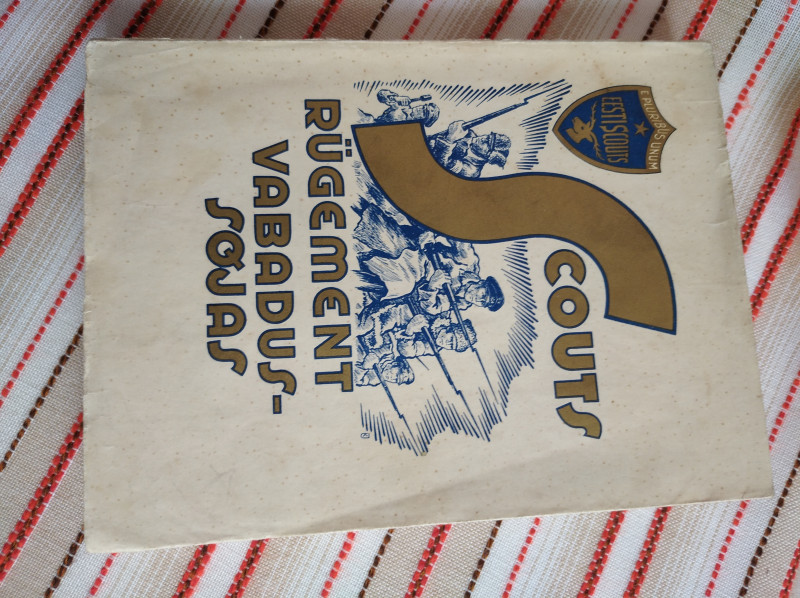 E PLURIBUS UNUM
EESTI SCOUTS
SCOUTS
RÜGEMENT
VABADUS-
SÕJAS